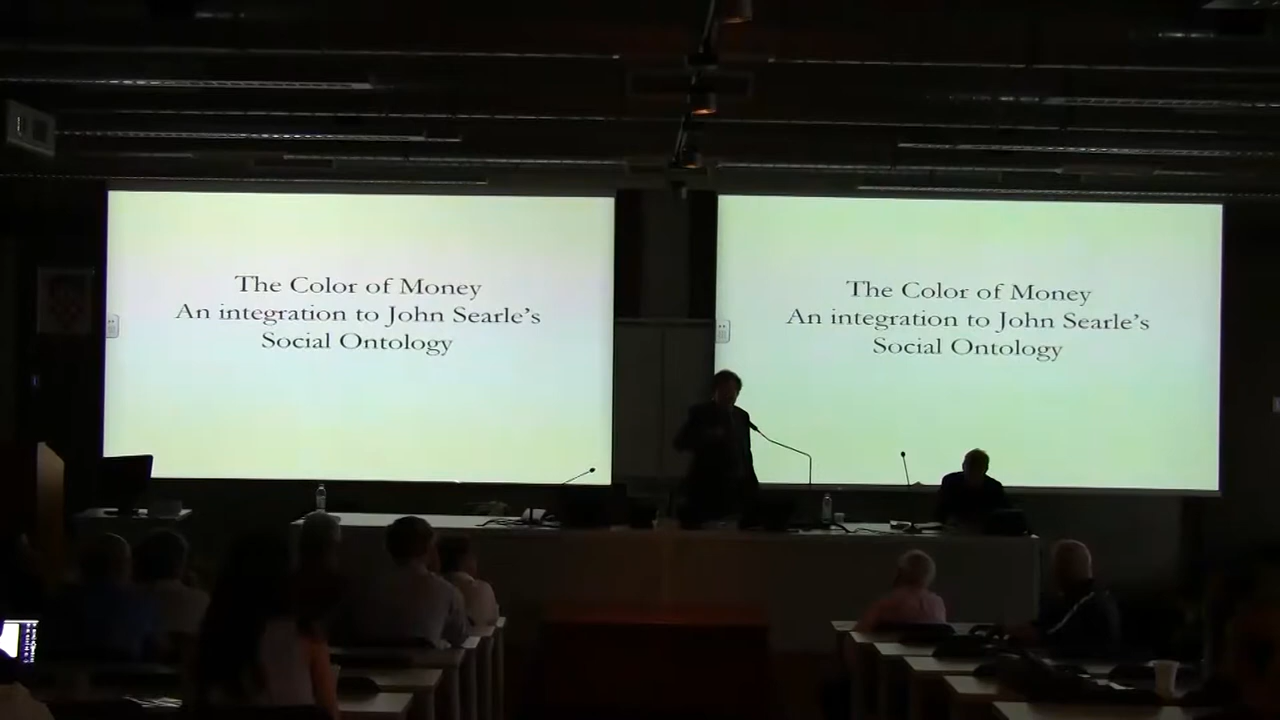 The Color of Money
An integration to John Searle's
Social Ontology
The Color of Money
An integration to John Searle's
Social Ontology